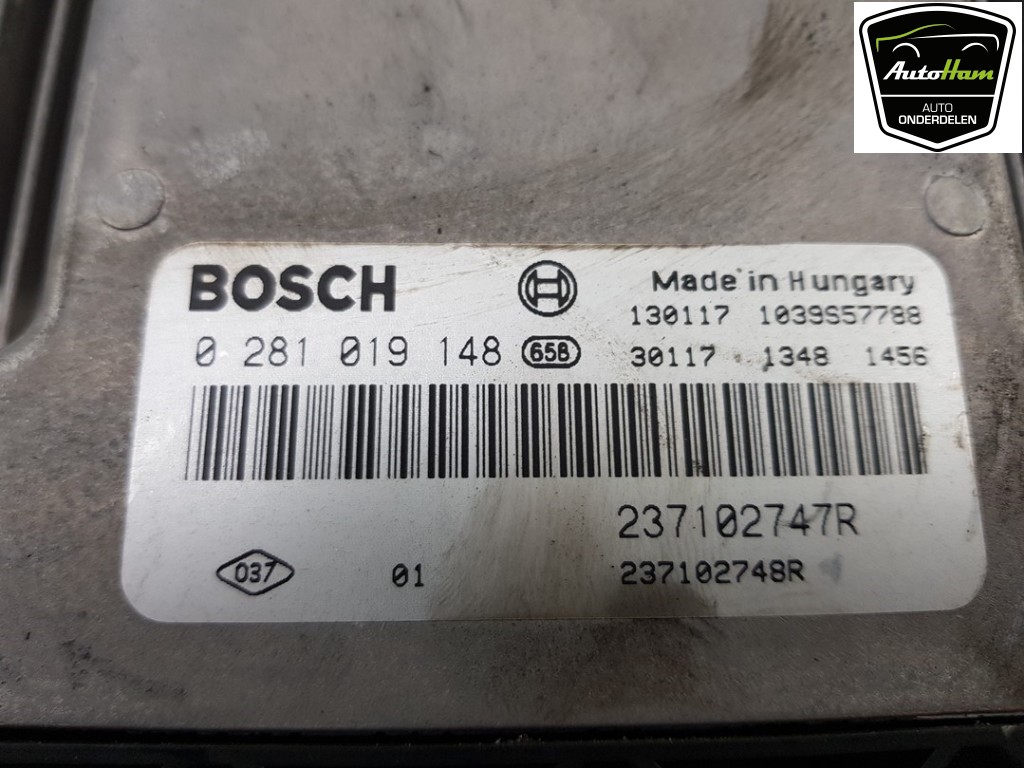 AutoHam
AUTO
ONDERDELEN
BOSCH
Made in Hungary
130117 1039S57788
0 281 019 148 65B
30117 1348 1456
237102747R
037 01 237102748R